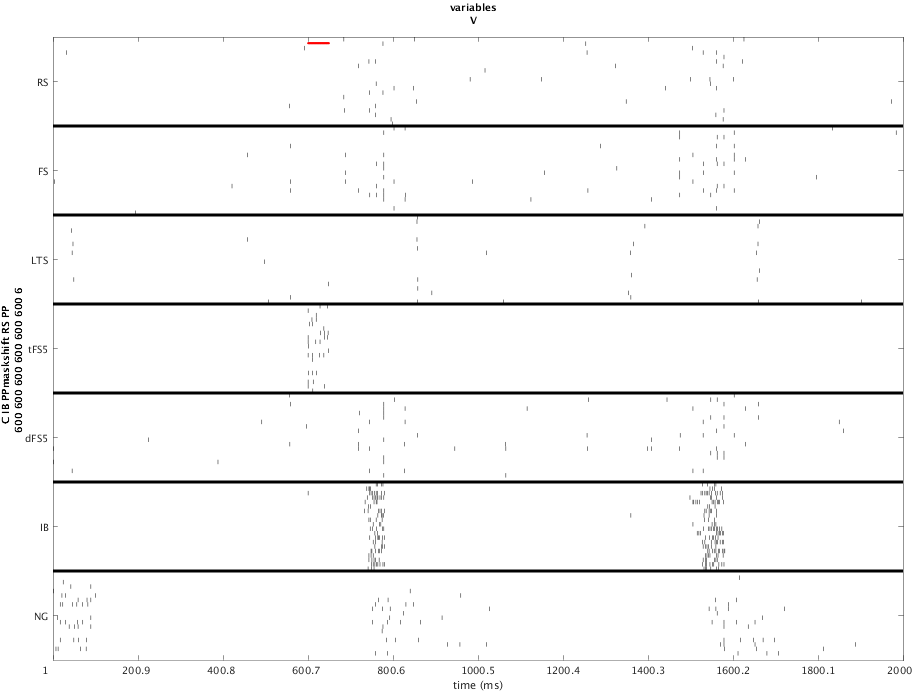 variables
V
RS
FS
LTS
tFS5
dFS5
IB
NG
C IB PPmaskshift RS PP
600 600 600 600 600 600 6
1 200.9 400.8 600.7 800.6 1000.5 1200.4 1400.3 1600.2 1800.1 2000
time (ms)